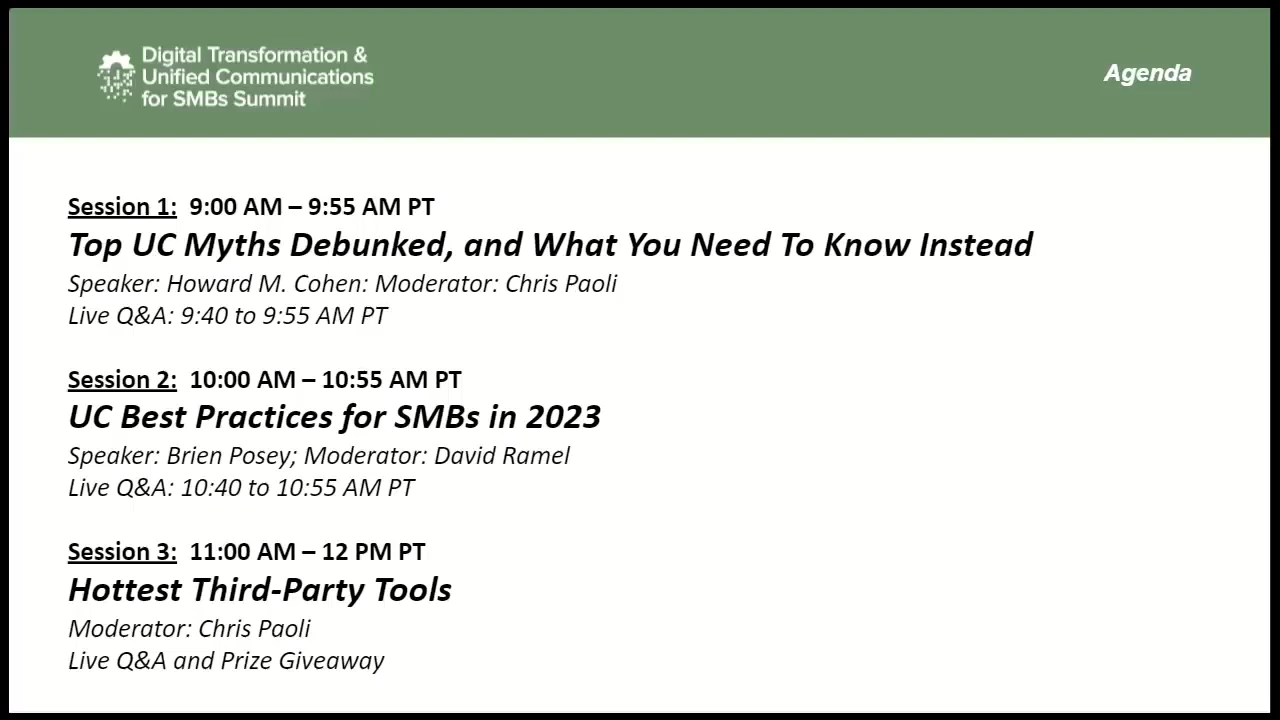 Digital Transformation &
Unified Communications
for SMBs Summit
Agenda
Session 1: 9:00 AM – 9:55 AM PT
Top UC Myths Debunked, and What You Need To Know Instead
Speaker: Howard M. Cohen: Moderator: Chris Paoli
Live Q&A: 9:40 to 9:55 AM PT
Session 2: 10:00 AM – 10:55 AM PT
UC Best Practices for SMBs in 2023
Speaker: Brien Posey; Moderator: David Ramel
Live Q&A: 10:40 to 10:55 AM PT
Session 3: 11:00 AM – 12 PM PT
Hottest Third-Party Tools
Moderator: Chris Paoli
Live Q&A and Prize Giveaway